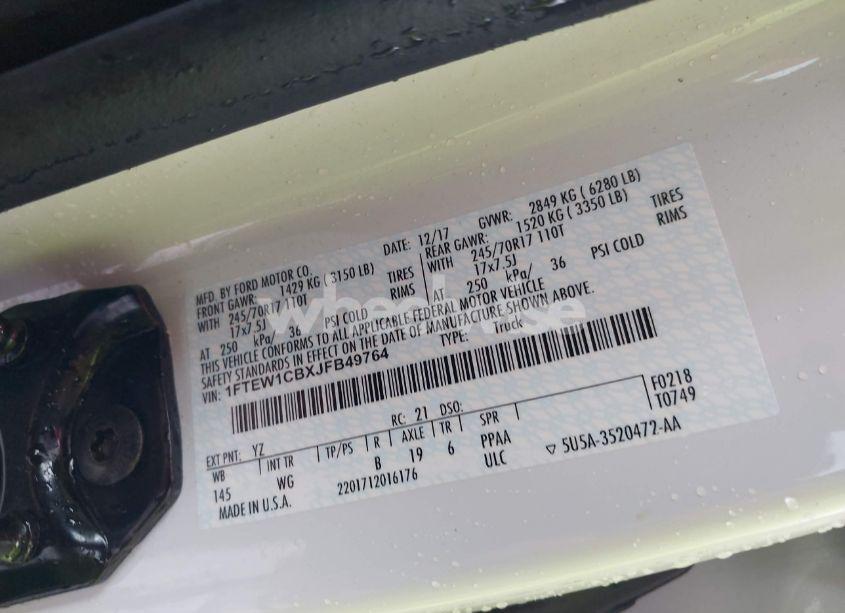 MFD. BY FORD MOTOR CO. DATE: 12/17 GVWR: 2849 KG ( 6280 LB)
FRONT GAWR: 1429 KG ( 3150 LB) REAR GAWR: 1520 KG ( 3350 LB)
WITH 245/70R17 110T TIRES WITH 245/70R17 110T TIRES
17x7.5J RIMS 17x7.5J RIMS
AT 250 kPa/ 36 PSI COLD AT 250 kPa/ 36 PSI COLD
THIS VEHICLE CONFORMS TO ALL APPLICABLE FEDERAL MOTOR VEHICLE
SAFETY STANDARDS IN EFFECT ON THE DATE OF MANUFACTURE SHOWN ABOVE.
VIN: 1FTEW1CBXJFB49764 TYPE: Truck
EXT PNT: YZ RC: 21 DSO: F0218
WB INT TR TP/PS R AXLE TR SPR T0749
145 WG B 19 6 PPAA
MADE IN U.S.A. 2201712016176 ULC ▽ 5U5A-3520472-AA
wheelwise